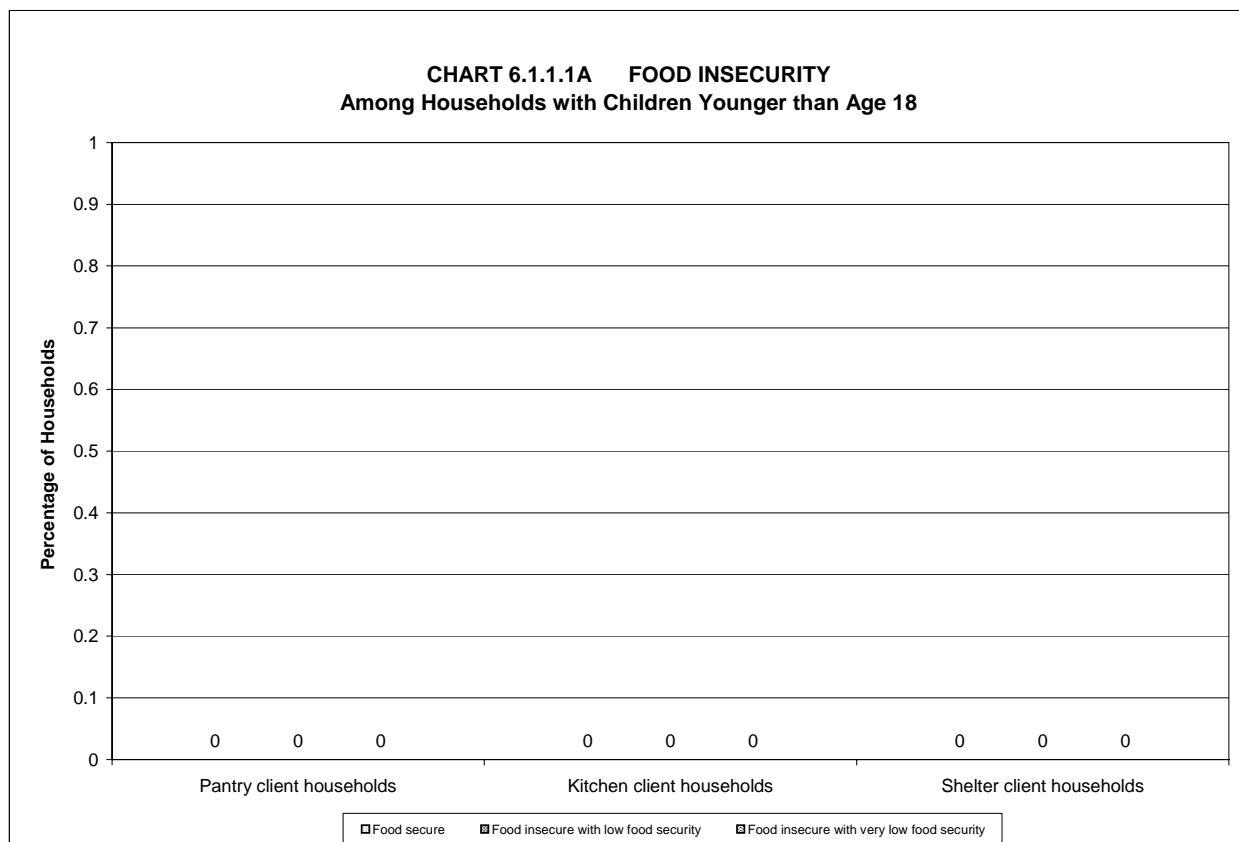 CHART 6.1.1.1A FOOD INSECURITY
Among Households with Children Younger than Age 18
Percentage of Households
1
0.9
0.8
0.7
0.6
0.5
0.4
0.3
0.2
0.1
0
0 0 0 0 0 0 0 0 0
Pantry client households Kitchen client households Shelter client households
Food secure Food insecure with low food security Food insecure with very low food security